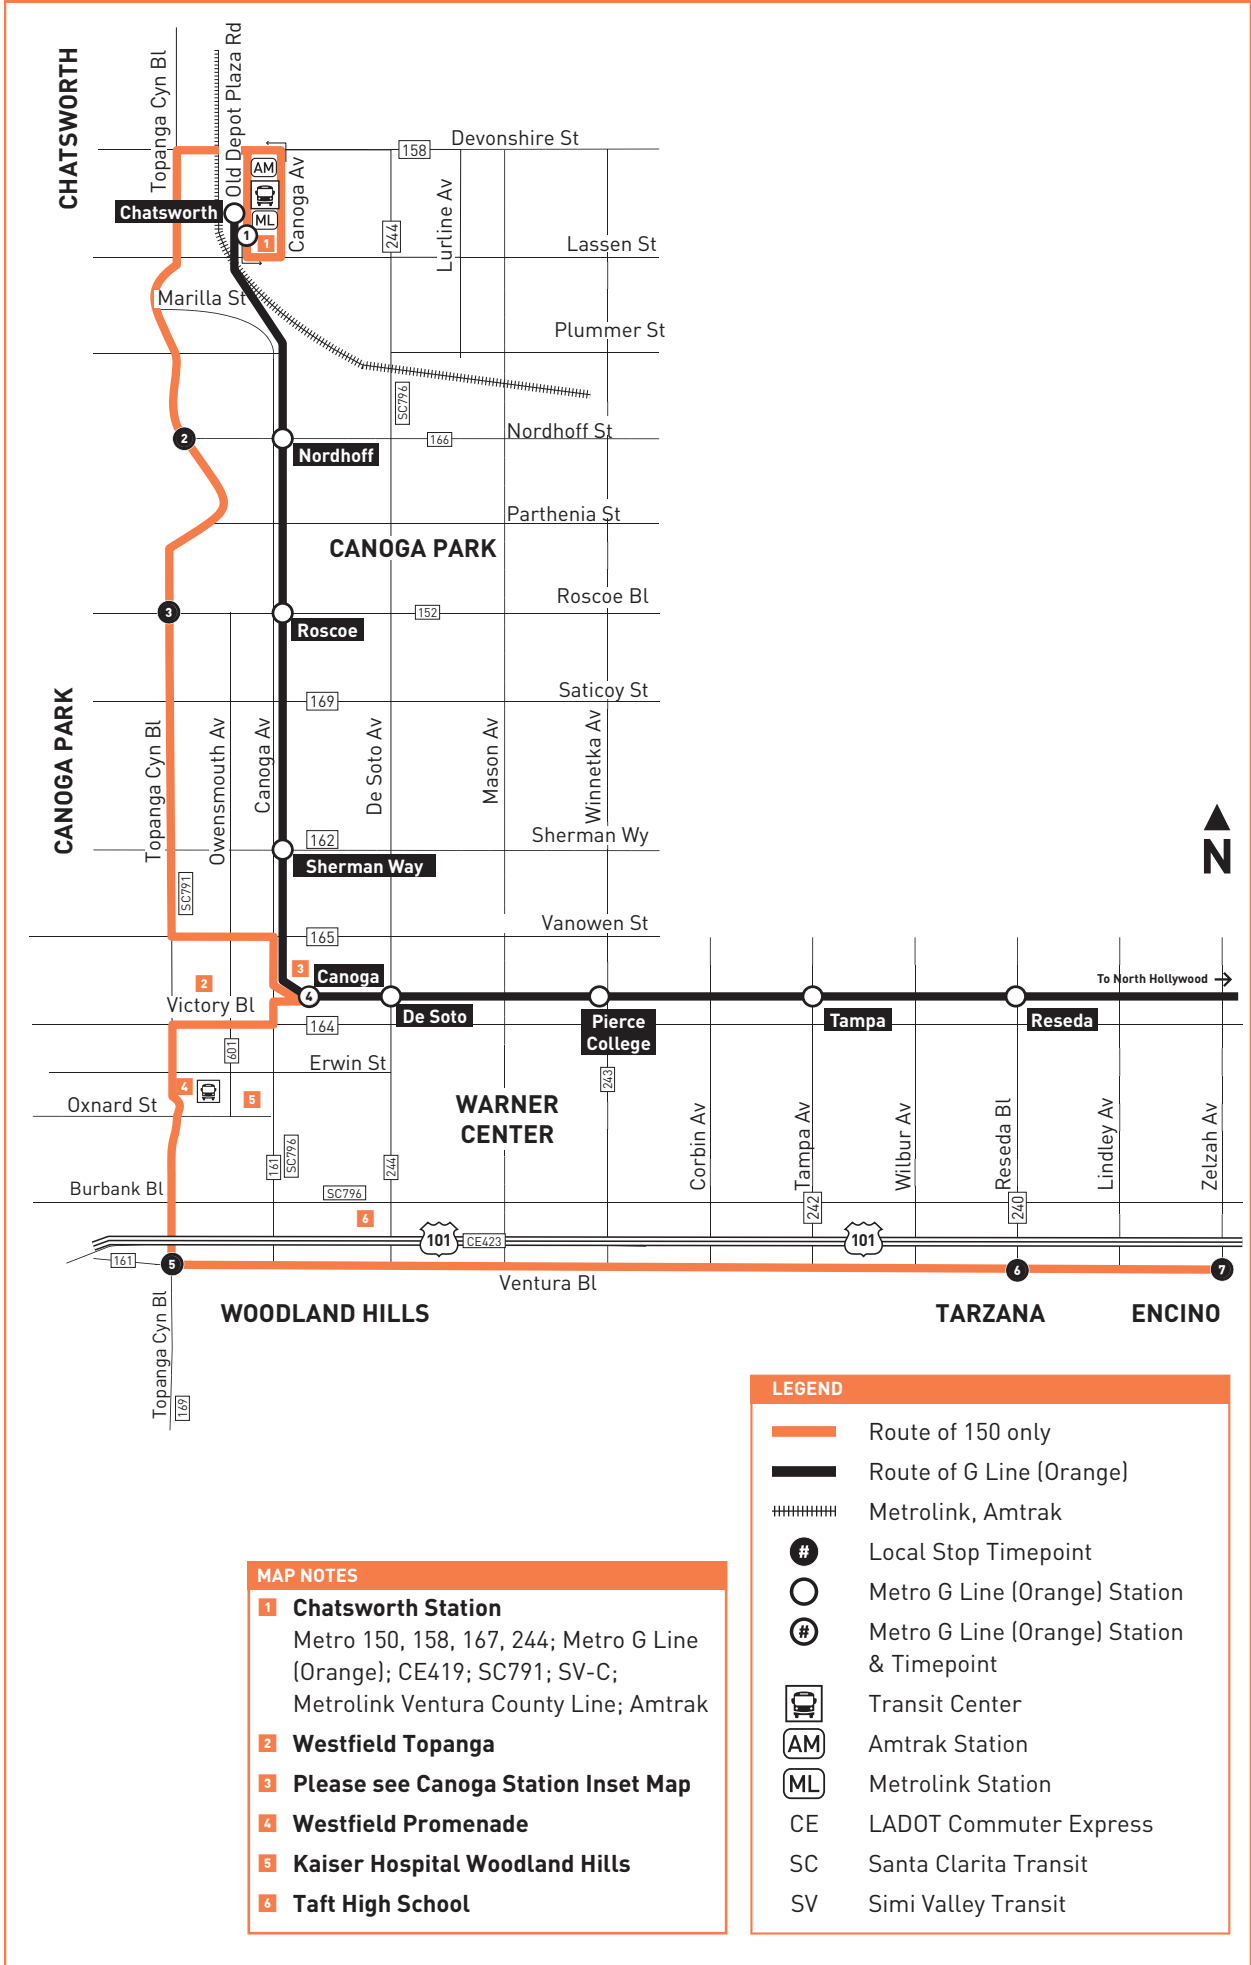 CHATSWORTH
Topanga Cyn Bl
Old Depot Plaza Rd
Devonshire St
158
AM
Canoga Av
Chatsworth
ML
1
1
244
Lurline Av
Lassen St
Marilla St
Plummer St
SC796
2
166
Nordhoff St
Nordhoff
Parthenia St
CANOGA PARK
Roscoe Bl
3
152
Roscoe
Saticoy St
169
CANOGA PARK
Topanga Cyn Bl
Owensmouth Av
Canoga Av
De Soto Av
Mason Av
Winnetka Av
162
Sherman Wy
Sherman Way
N
SC791
Vanowen St
165
3
Canoga
2
4
To North Hollywood
Victory Bl
164
De Soto
Pierce
College
Tampa
Reseda
601
Erwin St
4
5
243
Oxnard St
WARNER
CENTER
Corbin Av
Tampa Av
Wilbur Av
Reseda Bl
Lindley Av
Zelzah Av
161
SC796
244
Burbank Bl
SC796
6
242
240
101
CE423
101
161
5
Ventura Bl
6
7
WOODLAND HILLS
TARZANA
ENCINO
Topanga Cyn Bl
169
LEGEND
Route of 150 only
Route of G Line (Orange)
Metrolink, Amtrak
# Local Stop Timepoint
Metro G Line (Orange) Station
# Metro G Line (Orange) Station
& Timepoint
Transit Center
AM Amtrak Station
ML Metrolink Station
CE LADOT Commuter Express
SC Santa Clarita Transit
SV Simi Valley Transit
MAP NOTES
1 Chatsworth Station
Metro 150, 158, 167, 244; Metro G Line
(Orange); CE419; SC791; SV-C;
Metrolink Ventura County Line; Amtrak
2 Westfield Topanga
3 Please see Canoga Station Inset Map
4 Westfield Promenade
5 Kaiser Hospital Woodland Hills
6 Taft High School